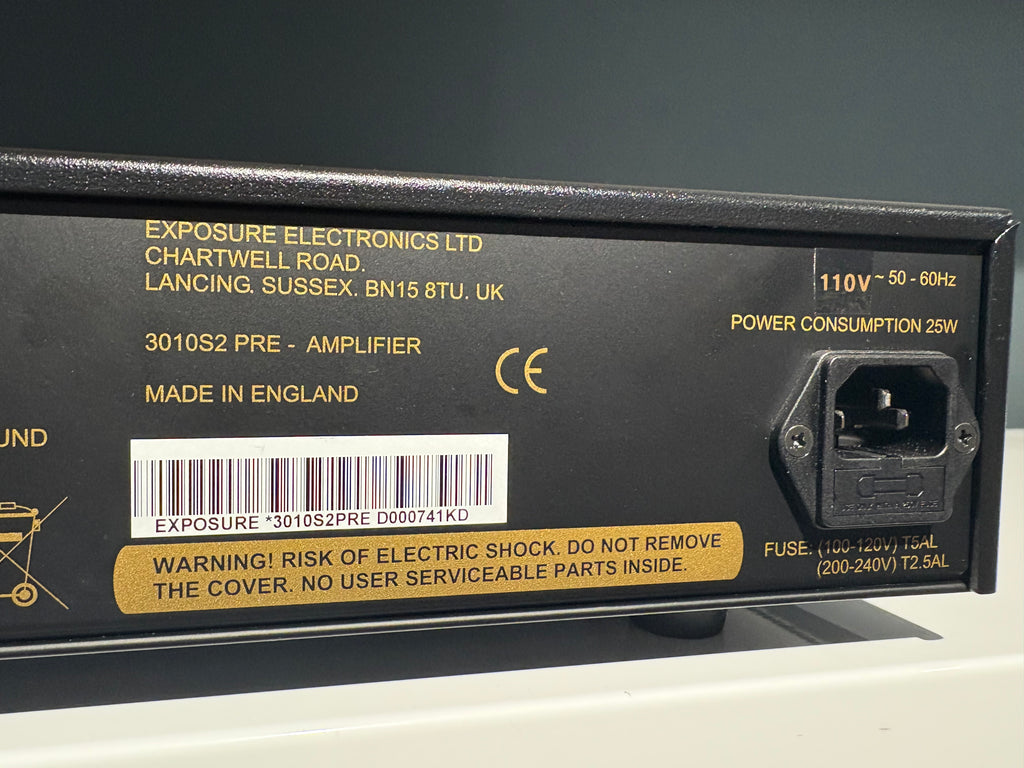 EXPOSURE ELECTRONICS LTD
CHARTWELL ROAD.
LANCING. SUSSEX. BN15 8TU. UK
3010S2 PRE - AMPLIFIER
MADE IN ENGLAND
CE
110V ~ 50 - 60Hz
POWER CONSUMPTION 25W
UND
EXPOSURE *3010S2PRE D000741KD
WARNING! RISK OF ELECTRIC SHOCK. DO NOT REMOVE
THE COVER. NO USER SERVICEABLE PARTS INSIDE.
FUSE: (100-120V) T5AL
(200-240V) T2.5AL